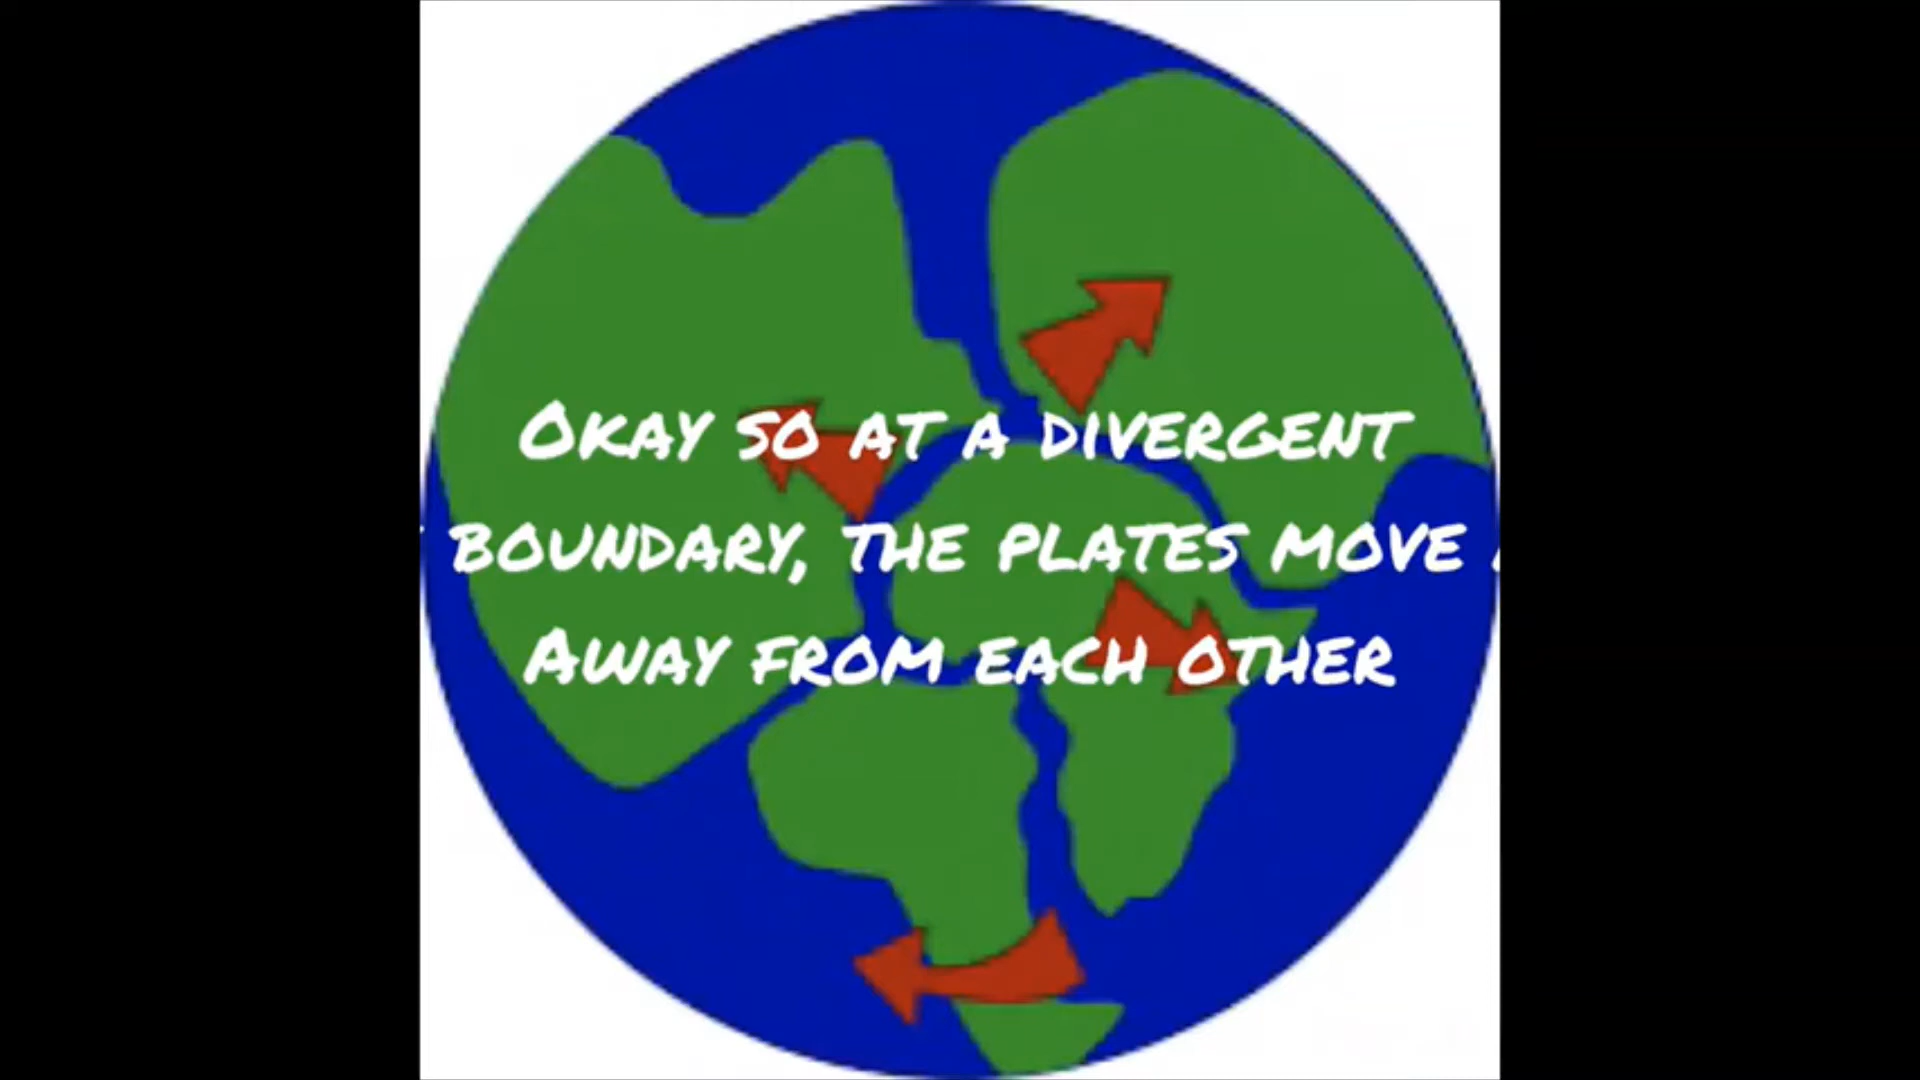 Okay so at a divergent
boundary, the plates move
Away from each other